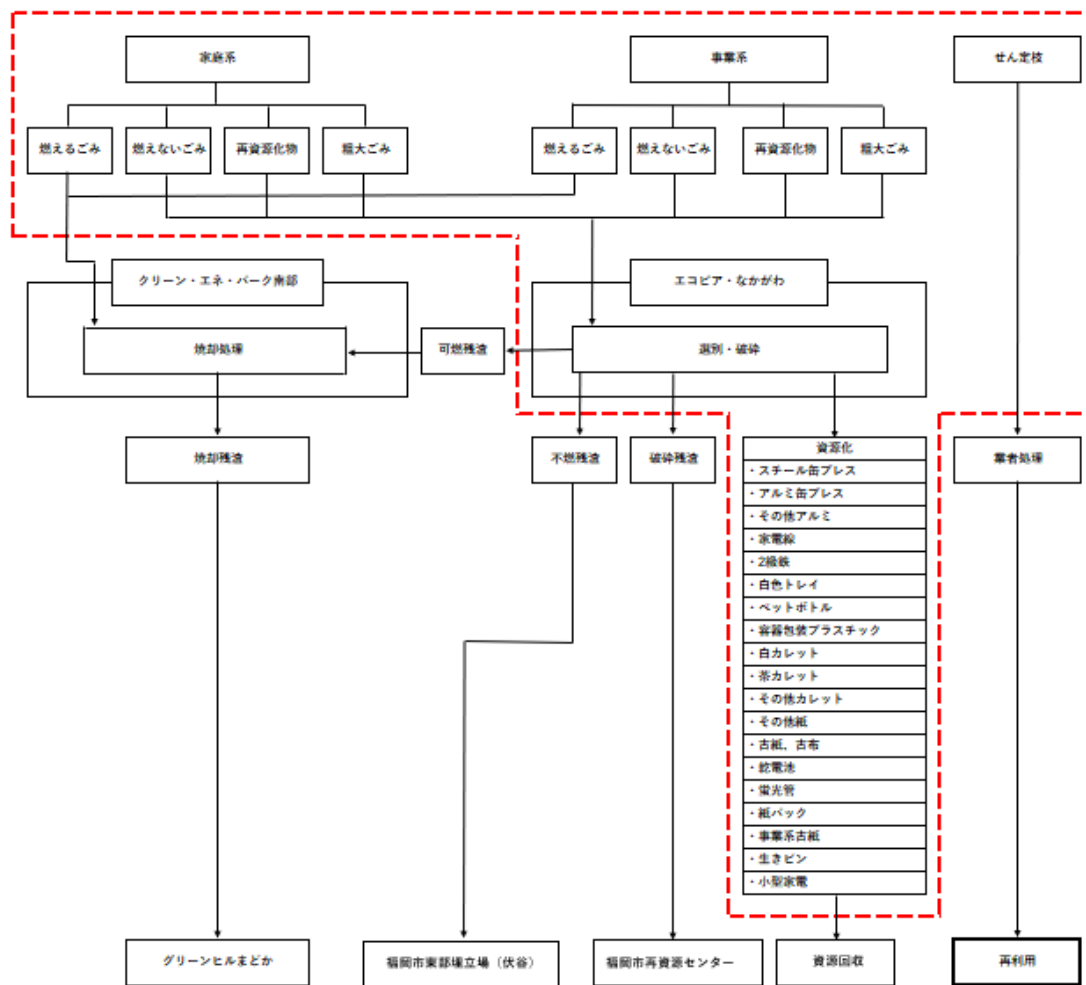 家庭系
事業系
せん定枝
燃えるごみ
燃えないごみ
再資源化物
粗大ごみ
燃えるごみ
燃えないごみ
再資源化物
粗大ごみ
クリーン・エネ・パーク南部
エコピア・なかがわ
焼却処理
可燃残渣
選別・破砕
焼却残渣
不燃残渣
破砕残渣
資源化
業者処理
・スチール缶プレス
・アルミ缶プレス
・その他アルミ
・家電線
・2級鉄
・白色トレイ
・ペットボトル
・容器包装プラスチック
・白カレット
・茶カレット
・その他カレット
・その他紙
・古紙、古布
・乾電池
・蛍光管
・紙パック
・事業系古紙
・生きビン
・小型家電
グリーンヒルまどか
福岡市東部埋立場（伏谷）
福岡市再資源センター
資源回収
再利用